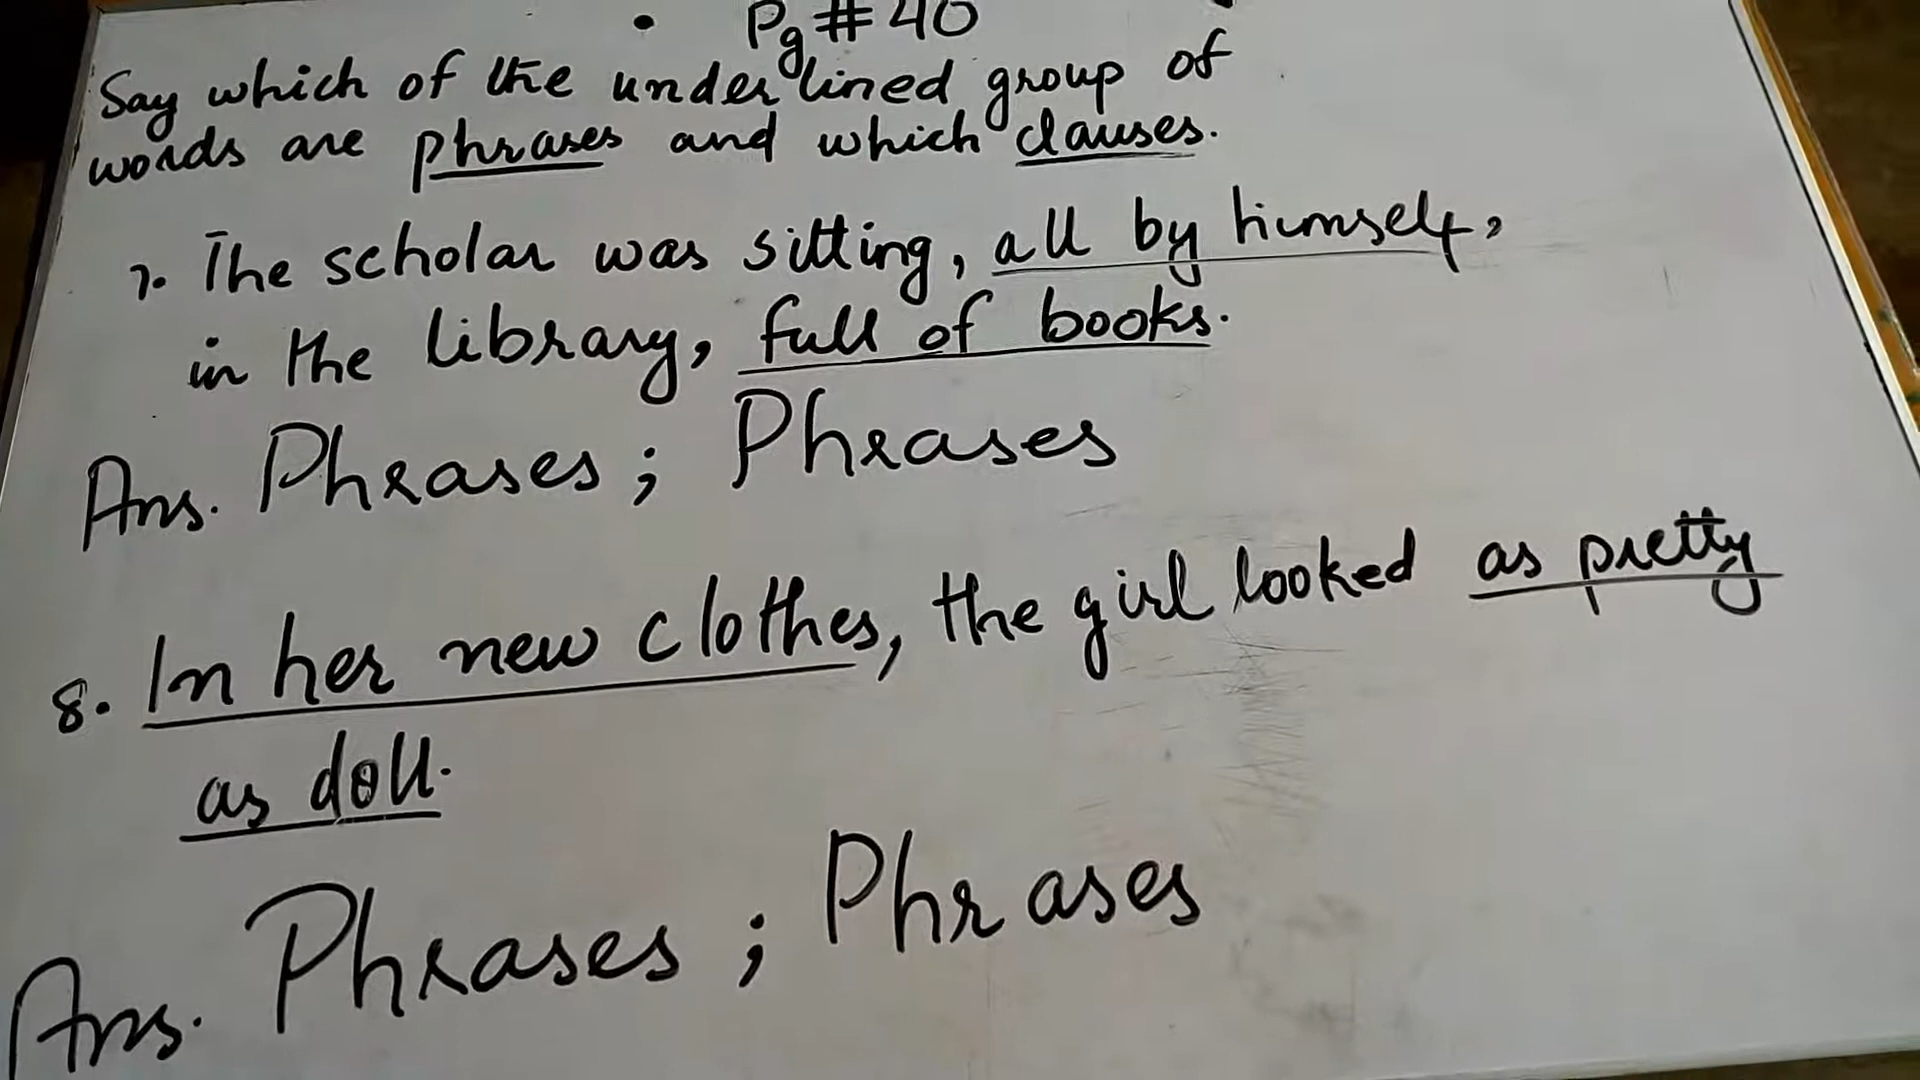 • Pg#40
Say which of the underlined group of
words are phrases and which clauses.
7. The scholar was sitting, all by himself,
in the library, full of books.
Ans. Phrases ; Phrases
8. In her new clothes, the girl looked as pretty
as doll.
Ans. Phrases ; Phrases